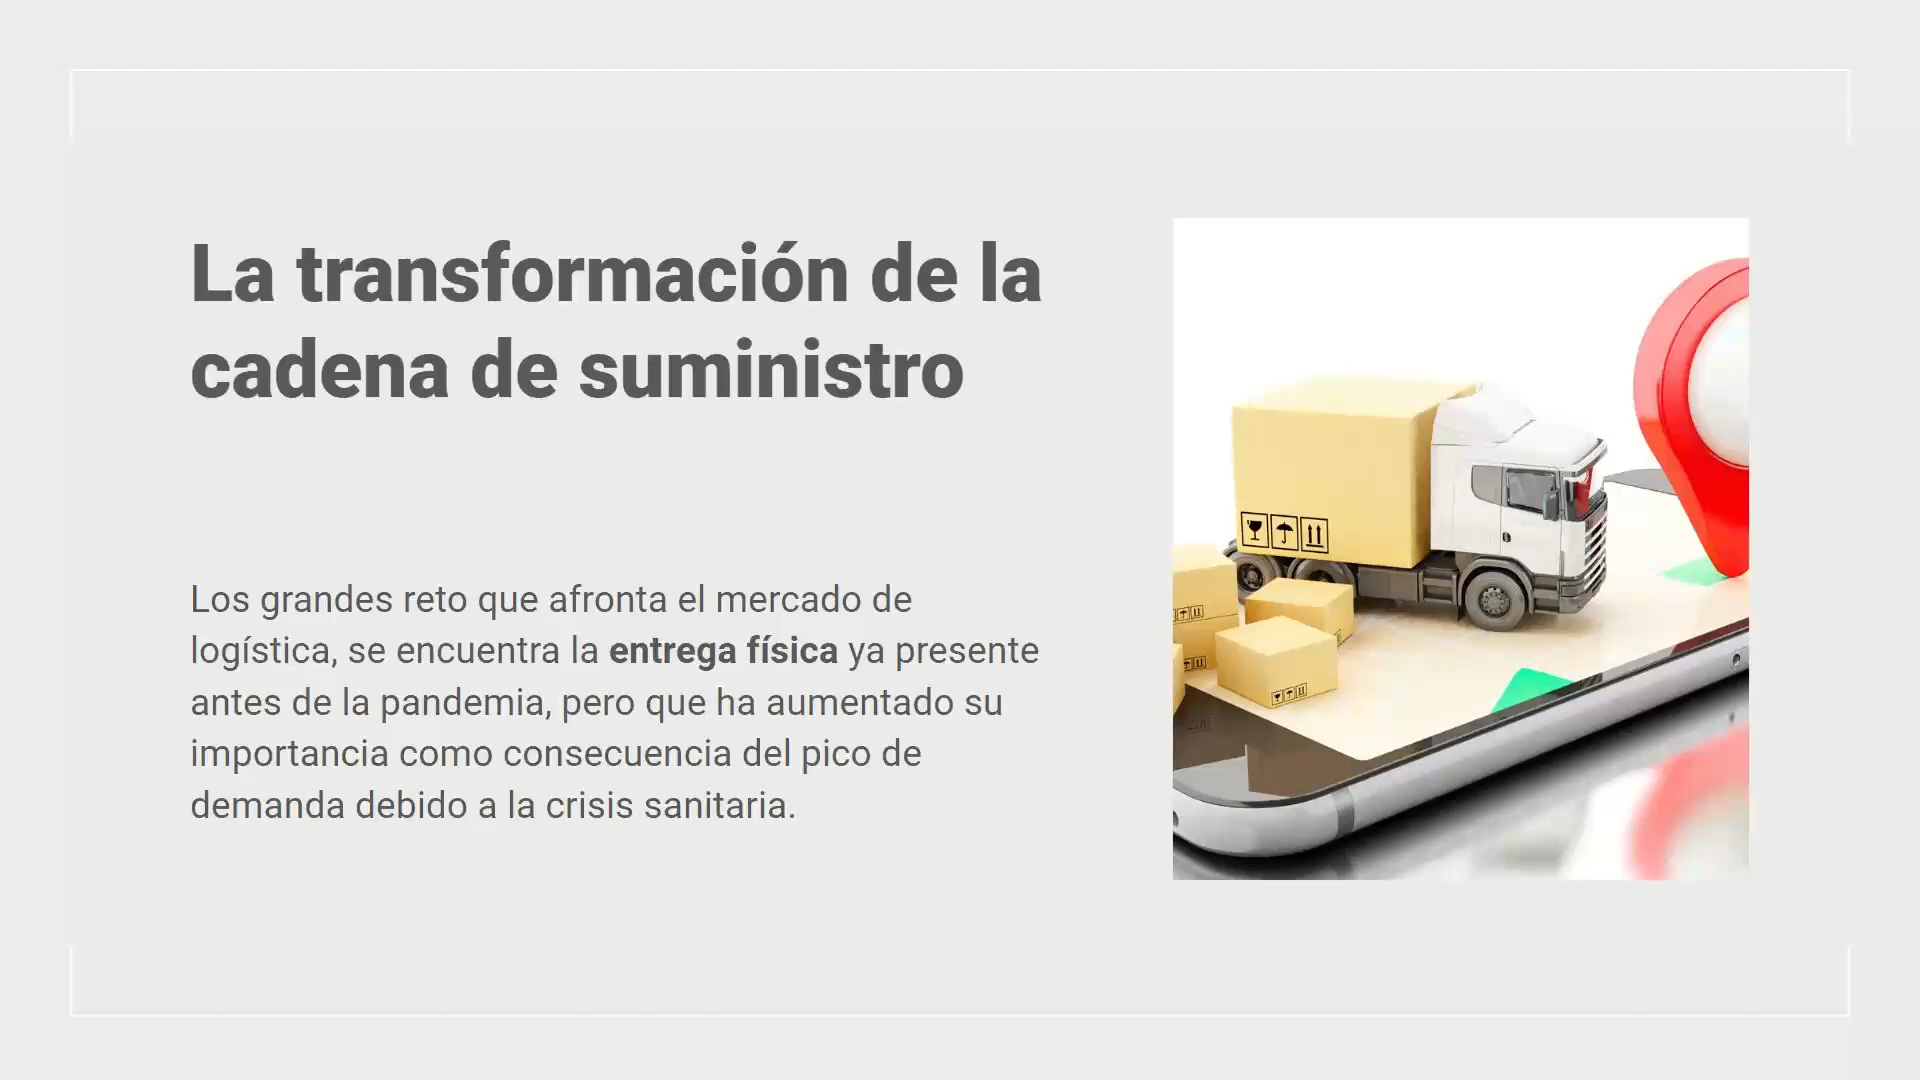 La transformación de la
cadena de suministro
Los grandes reto que afronta el mercado de
logística, se encuentra la entrega física ya presente
antes de la pandemia, pero que ha aumentado su
importancia como consecuencia del pico de
demanda debido a la crisis sanitaria.